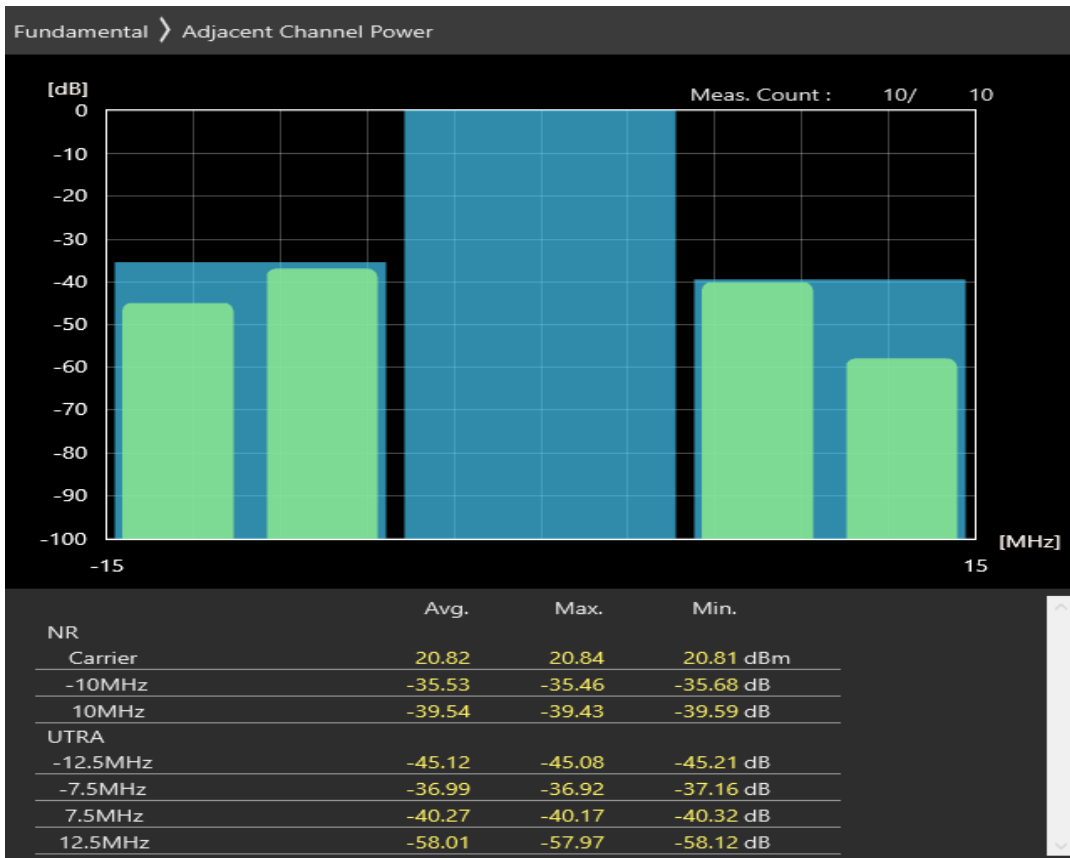 Fundamental 》 Adjacent Channel Power
[dB]
Meas. Count : 10/ 10
0
-10
-20
-30
-40
-50
-60
-70
-80
-90
-100
[MHz]
-15 15
Avg. Max. Min.
NR
Carrier 20.82 20.84 20.81 dBm
-10MHz -35.53 -35.46 -35.68 dB
10MHz -39.54 -39.43 -39.59 dB
UTRA
-12.5MHz -45.12 -45.08 -45.21 dB
-7.5MHz -36.99 -36.92 -37.16 dB
7.5MHz -40.27 -40.17 -40.32 dB
12.5MHz -58.01 -57.97 -58.12 dB